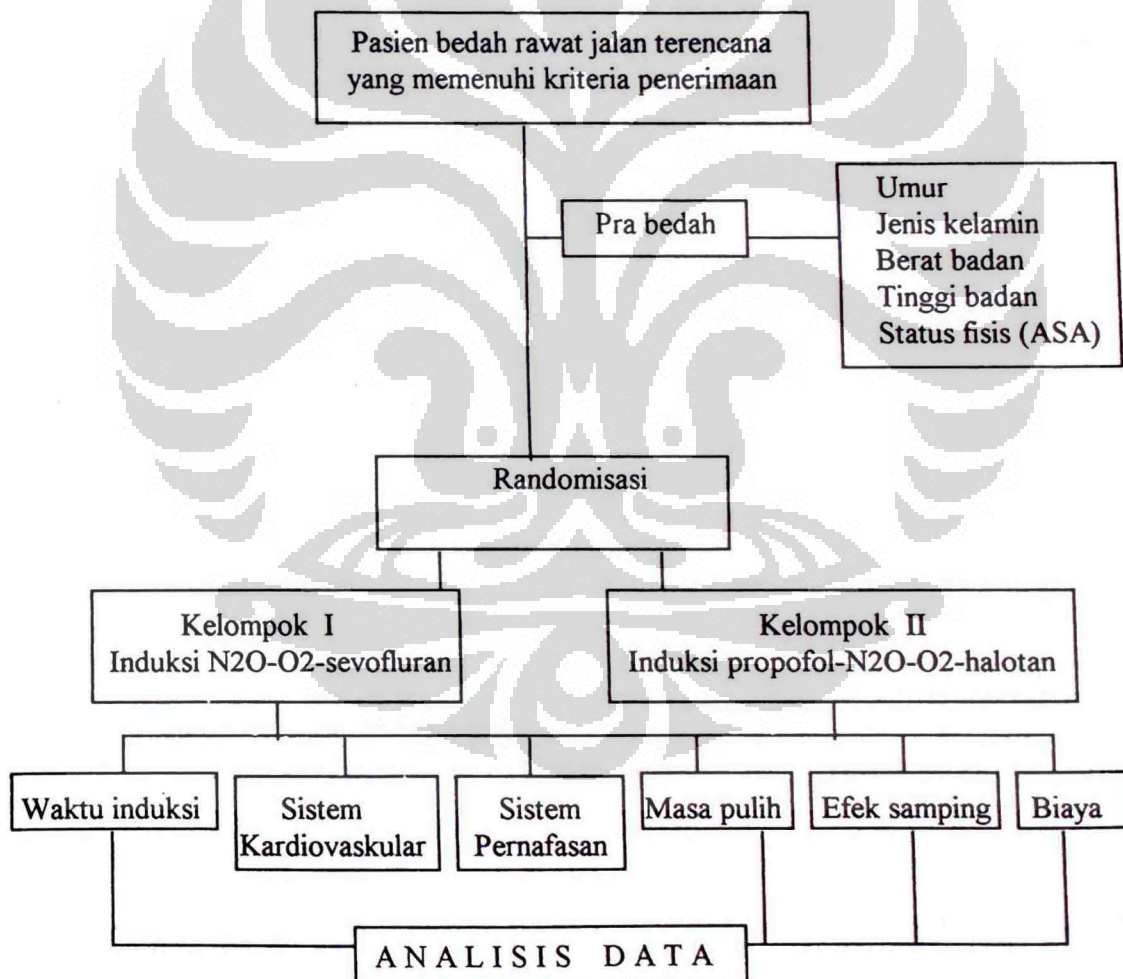 Pasien bedah rawat jalan terencana
yang memenuhi kriteria penerimaan
Pra bedah
Umur
Jenis kelamin
Berat badan
Tinggi badan
Status fisis (ASA)
Randomisasi
Kelompok I
Induksi N2O-O2-sevofluran
Kelompok II
Induksi propofol-N2O-O2-halotan
Waktu induksi
Sistem
Kardiovaskular
Sistem
Pernafasan
Masa pulih
Efek samping
Biaya
ANALISIS DATA